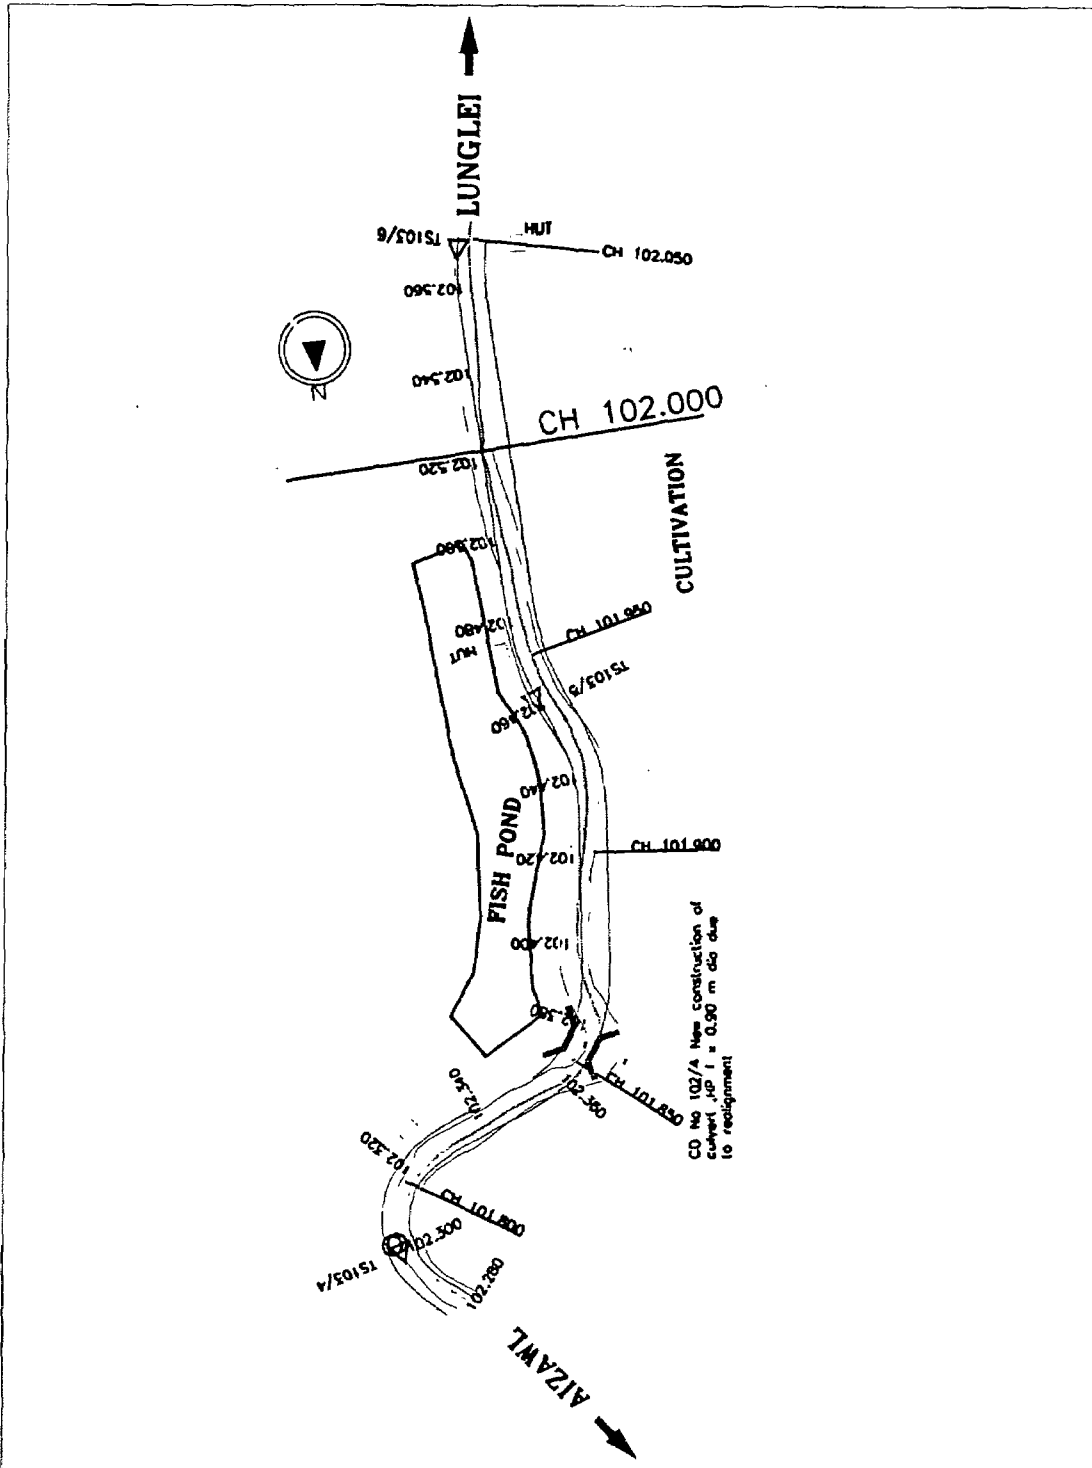 LUNGLEI
TS103/6
HUT
CH 102.050
102.560
N
102.540
CH 102.000
102.520
CULTIVATION
102.480
HUT
CH 101.950
TS103/5
102.440
FISH POND
102.420
CH 101.900
102.400
CD No 102/4 New construction of
culvert ,HP 1 x 0.90 m dia due
to realignment
102.340
102.360
CH 101.850
102.320
CH 101.800
102.300
TS103/4
102.280
AIZAWL